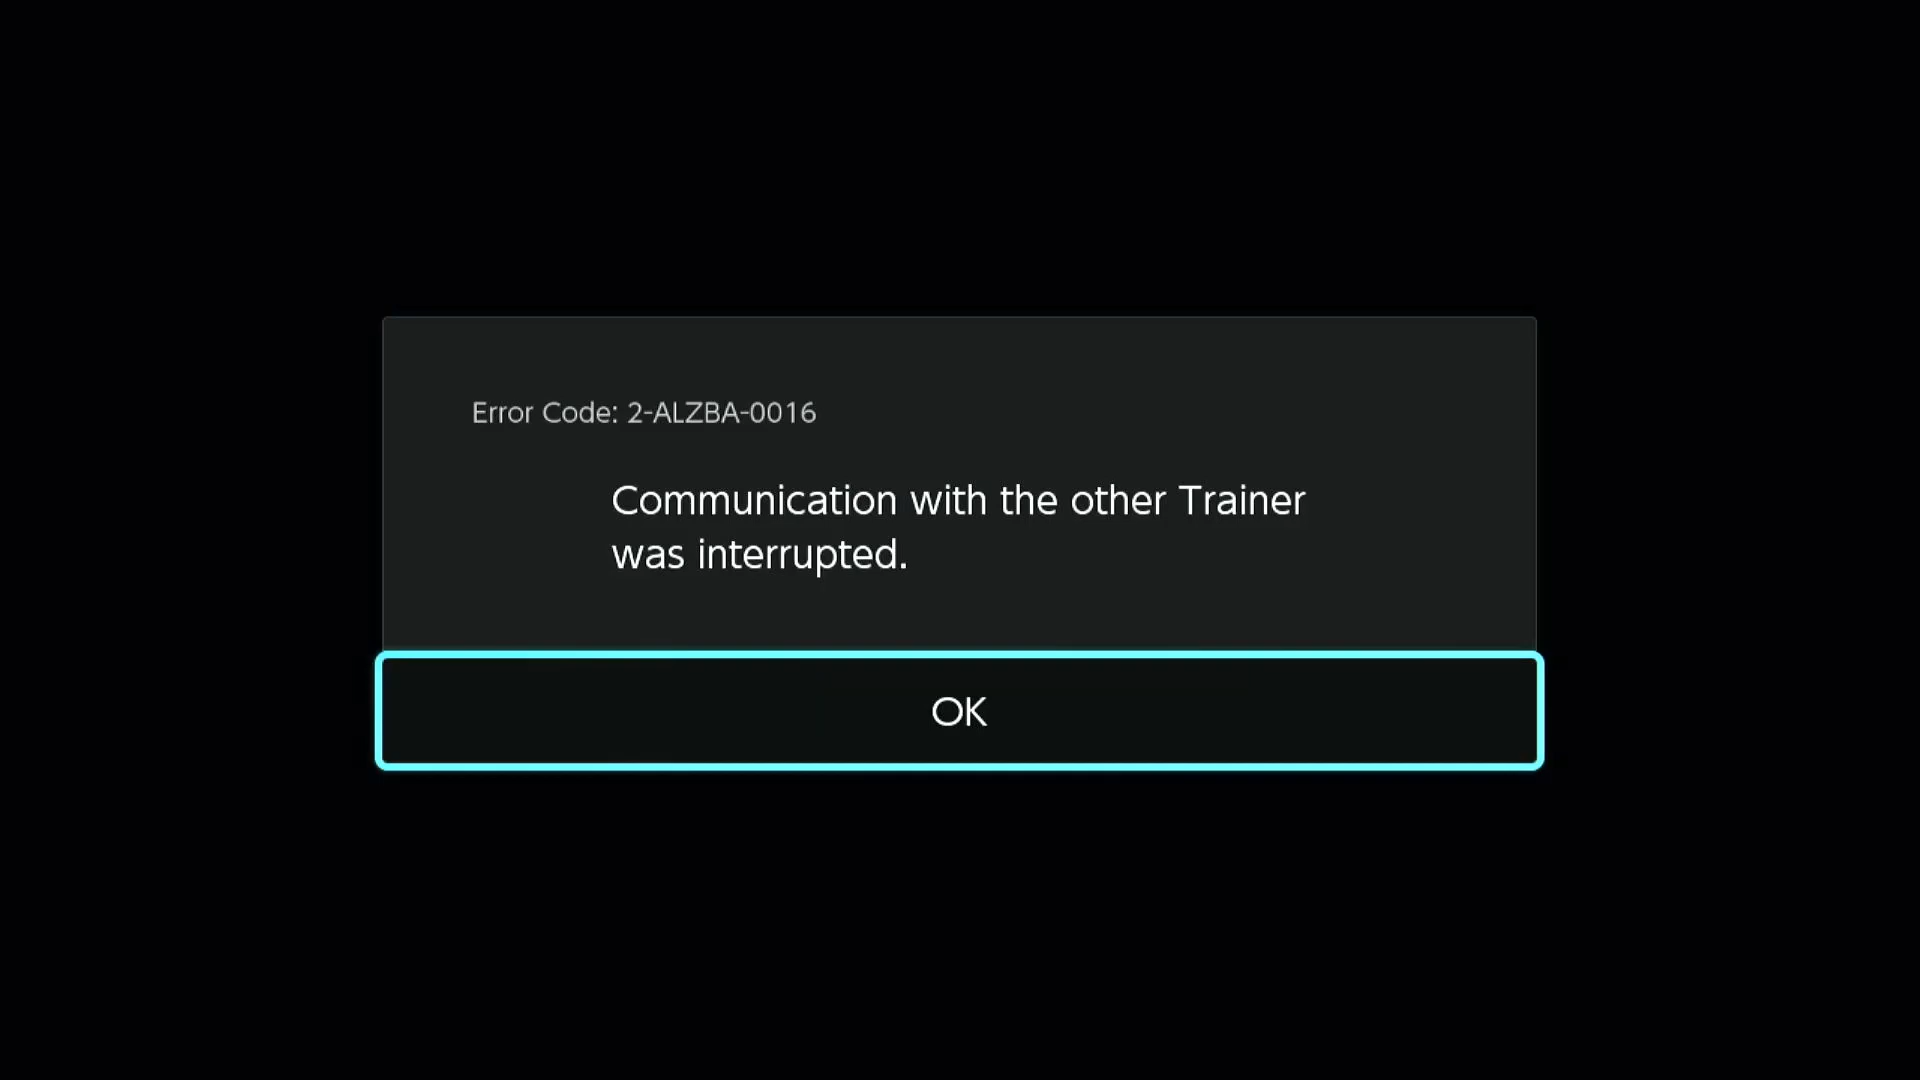 Error Code: 2-ALZBA-0016
Communication with the other Trainer
was interrupted.
OK